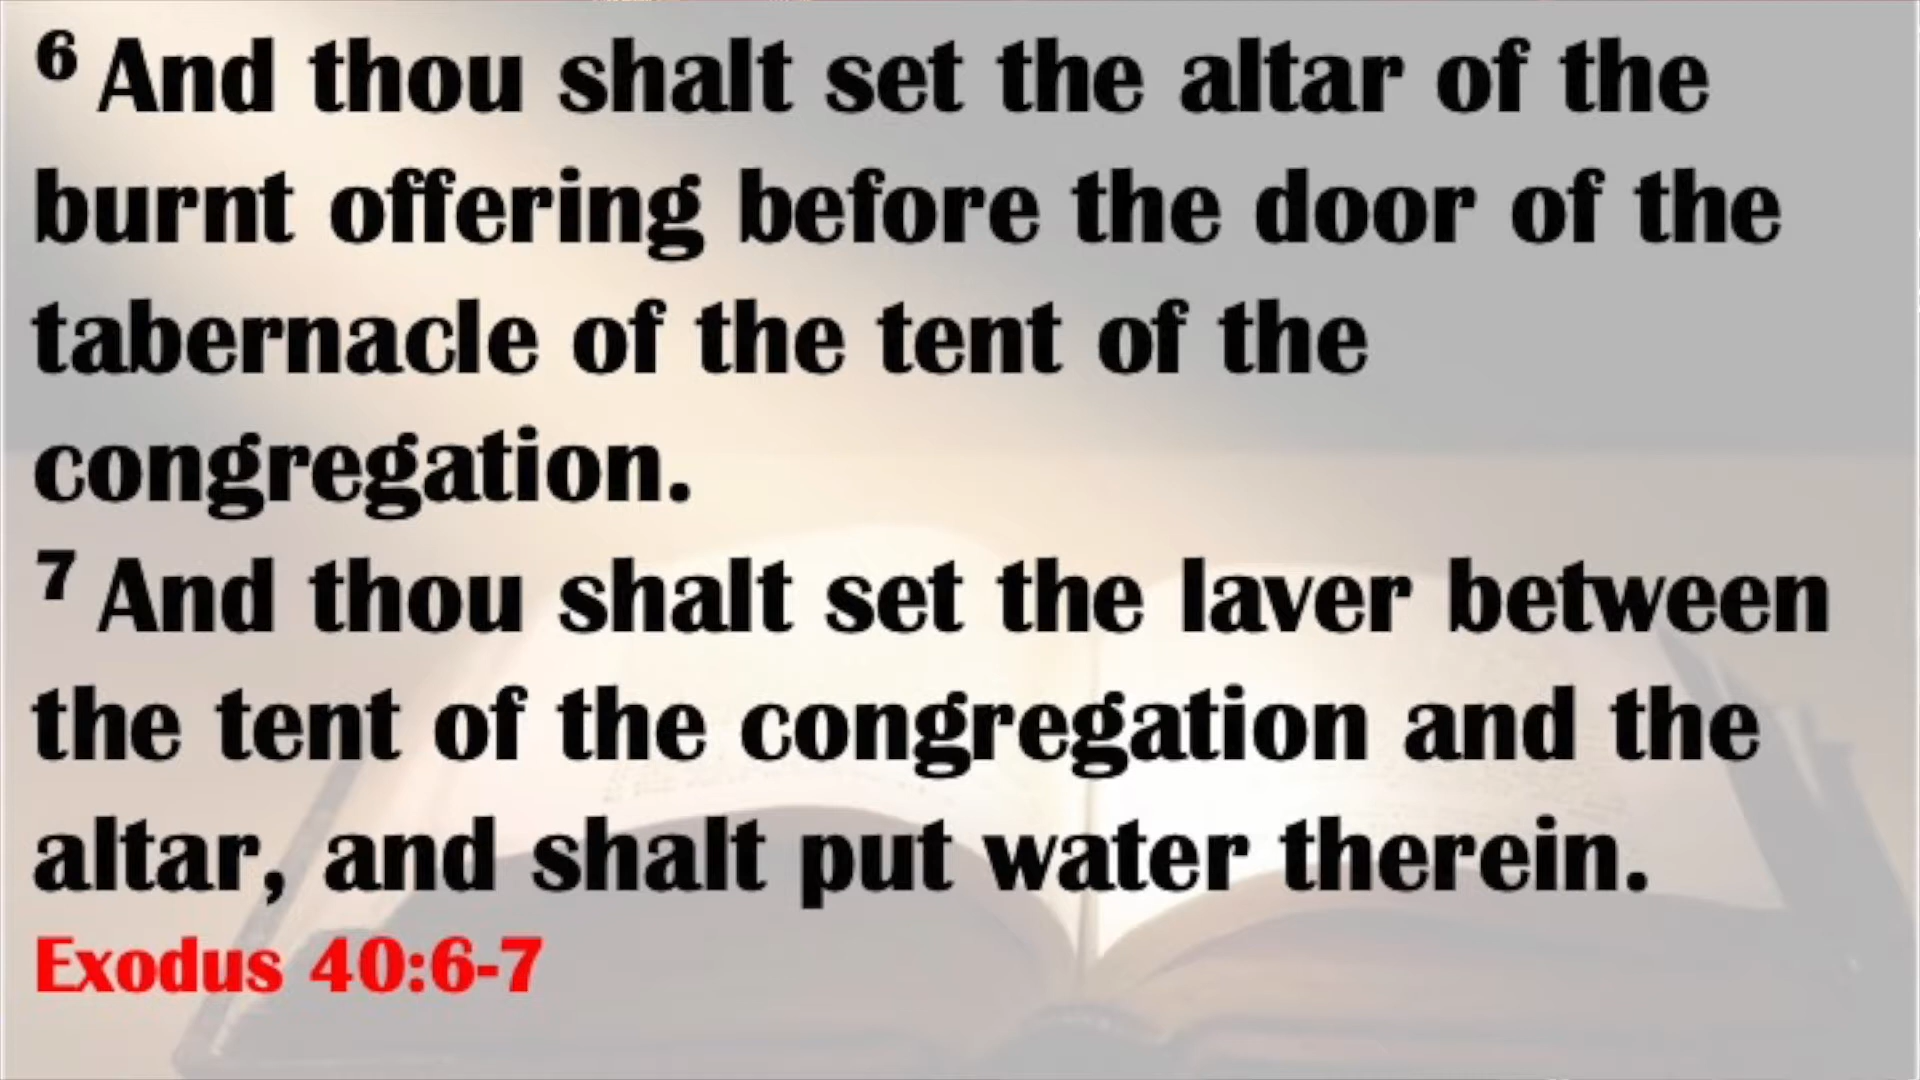 6 And thou shalt set the altar of the
burnt offering before the door of the
tabernacle of the tent of the
congregation.
7 And thou shalt set the laver between
the tent of the congregation and the
altar, and shalt put water therein.
Exodus 40:6-7